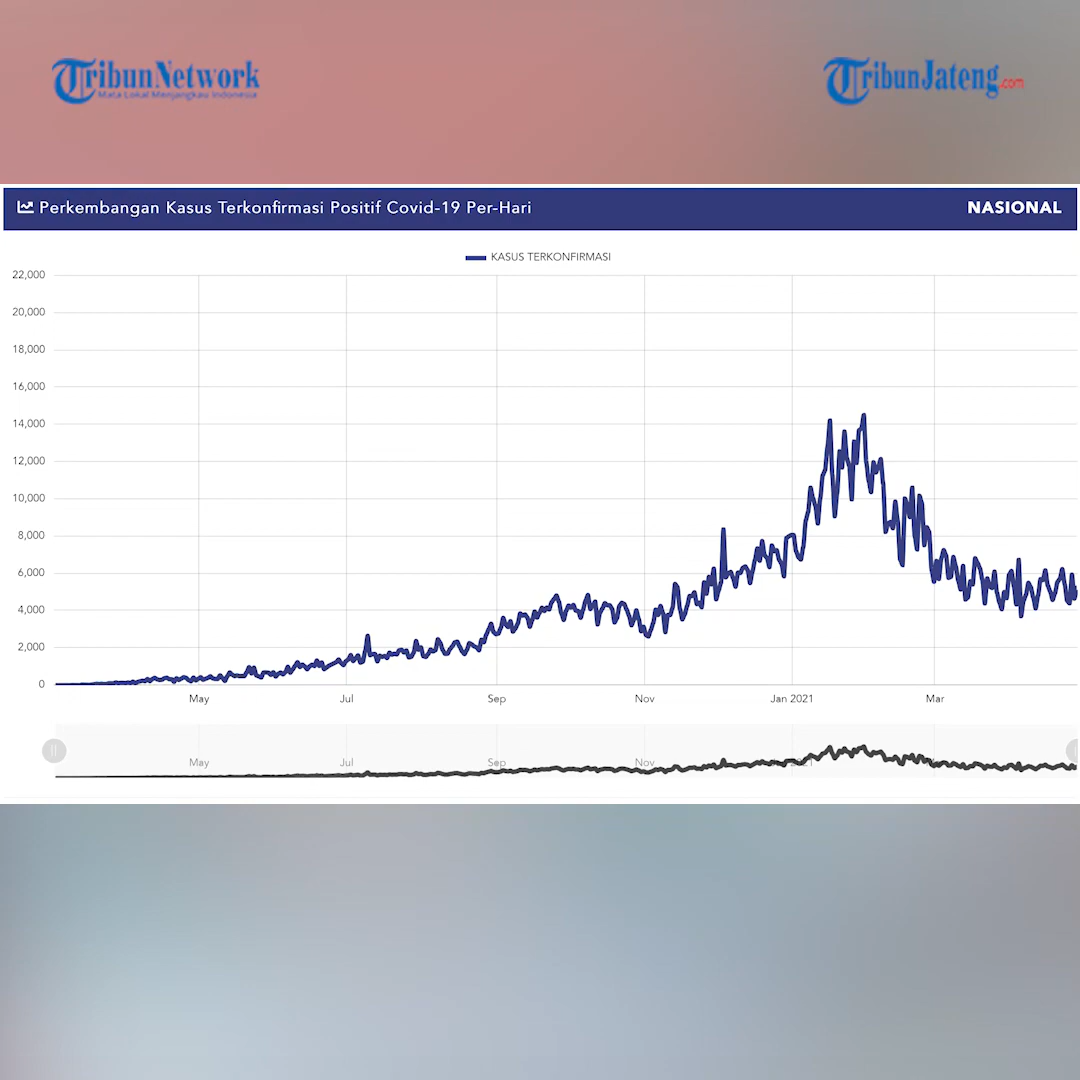 TribunNetwork
Mata Lokal Menjangkau Indonesia
TribunJateng.com
Perkembangan Kasus Terkonfirmasi Positif Covid-19 Per-Hari
NASIONAL
KASUS TERKONFIRMASI
22,000
20,000
18,000
16,000
14,000
12,000
10,000
8,000
6,000
4,000
2,000
0
May Jul Sep Nov Jan 2021 Mar
May Jul Sep Nov